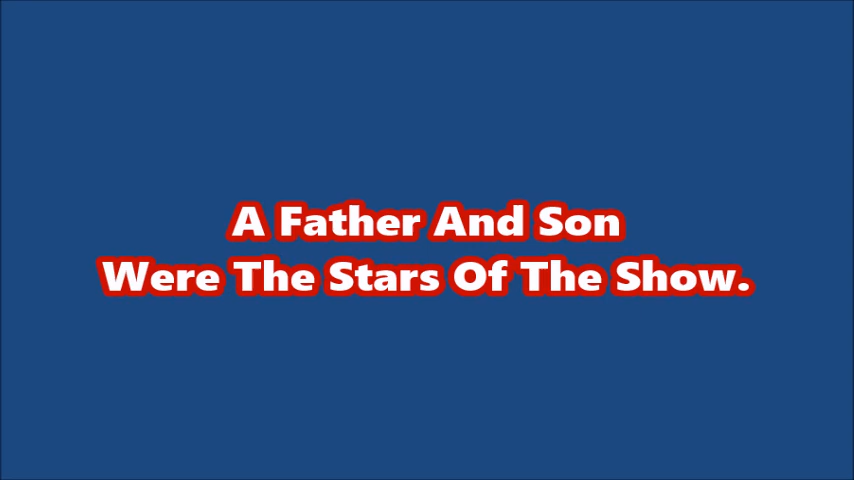 A Father And Son
Were The Stars Of The Show.